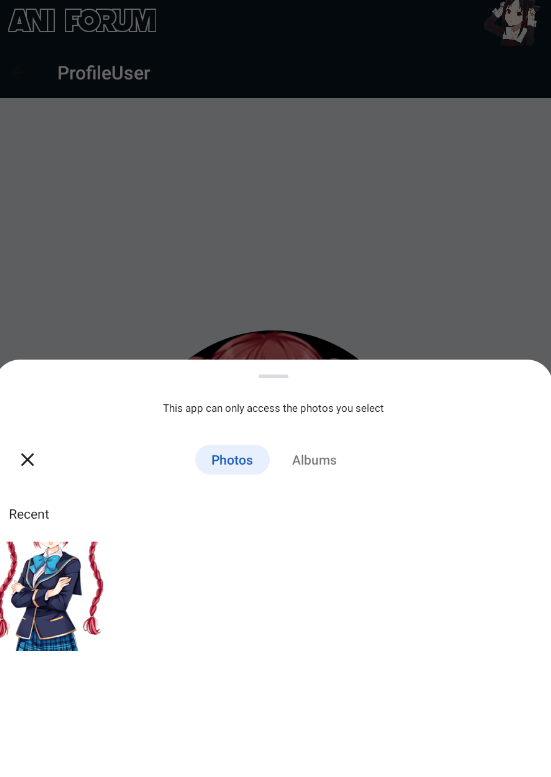 ANI FORUM
ProfileUser
This app can only access the photos you select
Photos
Albums
Recent